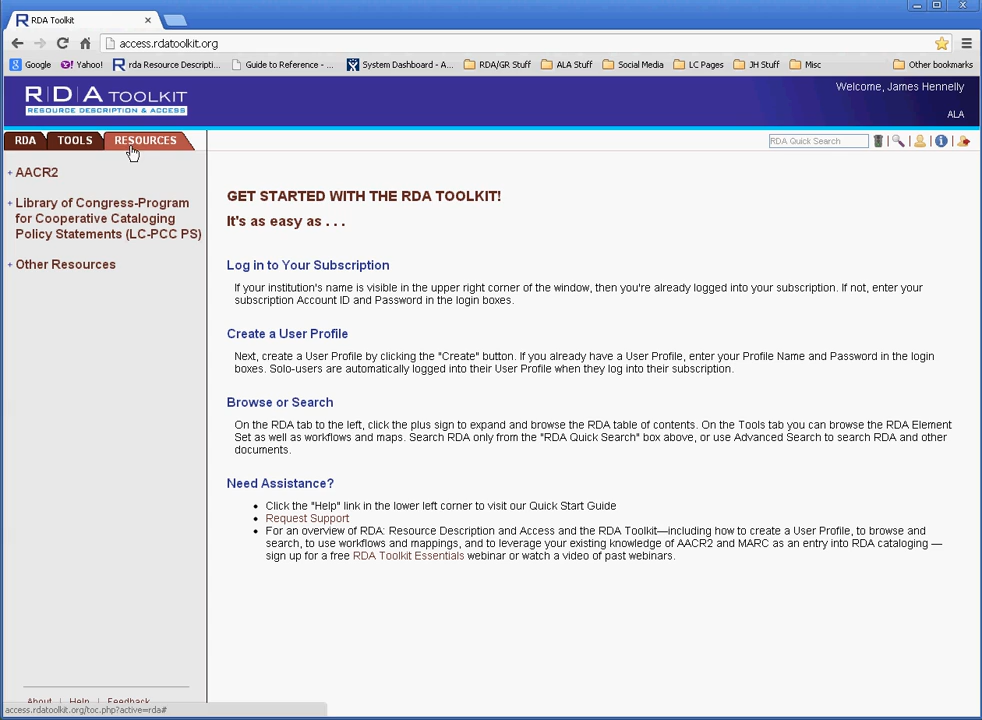 RDA Toolkit
access.rdatoolkit.org
Google Yahoo! rda Resource Descripti... Guide to Reference - ... System Dashboard - A... RDA/GR Stuff ALA Stuff Social Media LC Pages JH Stuff Misc Other bookmarks
R|D|A TOOLKIT
RESOURCE DESCRIPTION & ACCESS
Welcome, James Hennelly
ALA
RDA TOOLS RESOURCES
RDA Quick Search
+ AACR2
+ Library of Congress-Program
for Cooperative Cataloging
Policy Statements (LC-PCC PS)
+ Other Resources
GET STARTED WITH THE RDA TOOLKIT!
It's as easy as . . .
Log in to Your Subscription
If your institution's name is visible in the upper right corner of the window, then you're already logged into your subscription. If not, enter your
subscription Account ID and Password in the login boxes.
Create a User Profile
Next, create a User Profile by clicking the "Create" button. If you already have a User Profile, enter your Profile Name and Password in the login
boxes. Solo-users are automatically logged into their User Profile when they log into their subscription.
Browse or Search
On the RDA tab to the left, click the plus sign to expand and browse the RDA table of contents. On the Tools tab you can browse the RDA Element
Set as well as workflows and maps. Search RDA only from the "RDA Quick Search" box above, or use Advanced Search to search RDA and other
documents.
Need Assistance?
• Click the "Help" link in the lower left corner to visit our Quick Start Guide
• Request Support
• For an overview of RDA: Resource Description and Access and the RDA Toolkit—including how to create a User Profile, to browse and
search, to use workflows and mappings, and to leverage your existing knowledge of AACR2 and MARC as an entry into RDA cataloging —
sign up for a free RDA Toolkit Essentials webinar or watch a video of past webinars.
About | Help | Feedback
access.rdatoolkit.org/toc.php?active=rda#